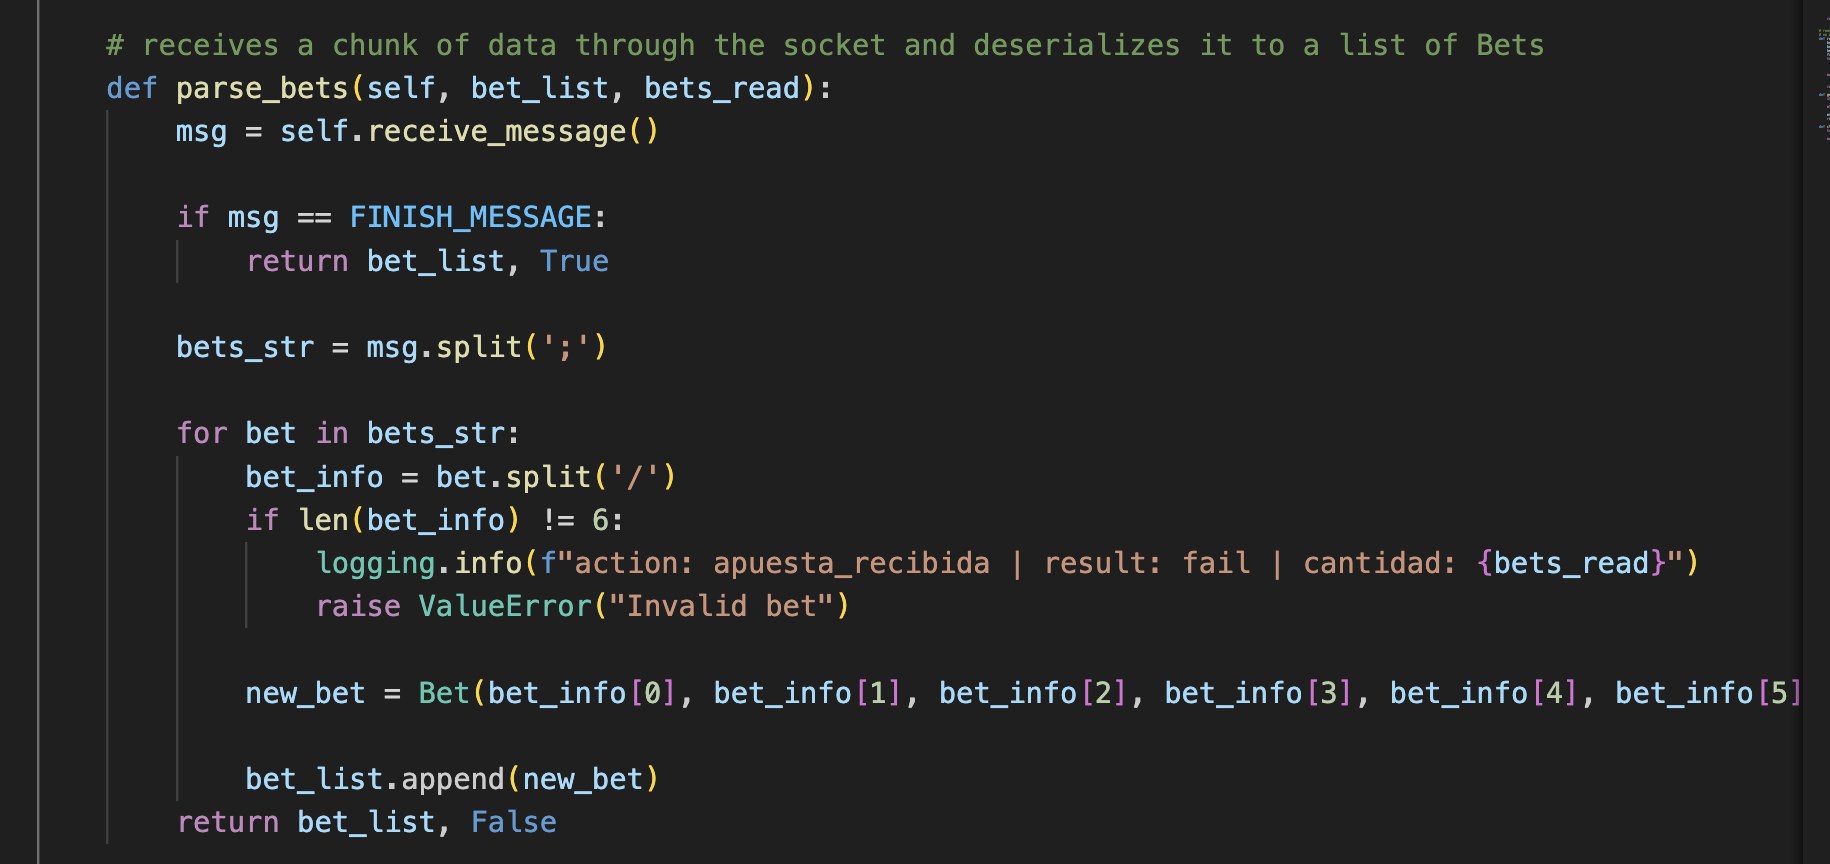 # receives a chunk of data through the socket and deserializes it to a list of Bets
def parse_bets(self, bet_list, bets_read):
msg = self.receive_message()
if msg == FINISH_MESSAGE:
return bet_list, True
bets_str = msg.split(';')
for bet in bets_str:
bet_info = bet.split('/')
if len(bet_info) != 6:
logging.info(f"action: apuesta_recibida | result: fail | cantidad: {bets_read}")
raise ValueError("Invalid bet")
new_bet = Bet(bet_info[0], bet_info[1], bet_info[2], bet_info[3], bet_info[4], bet_info[5]
bet_list.append(new_bet)
return bet_list, False